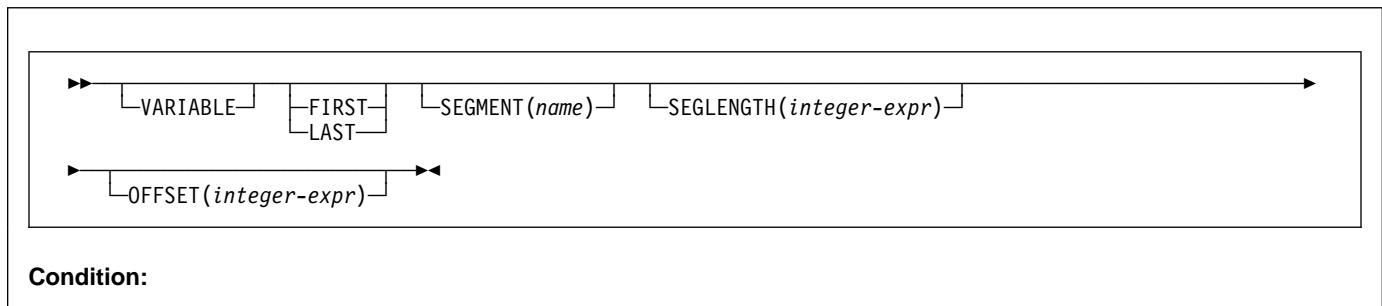 VARIABLE FIRST SEGMENT(name) SEGLENGTH(integer-expr)
LAST
OFFSET(integer-expr)
Condition: